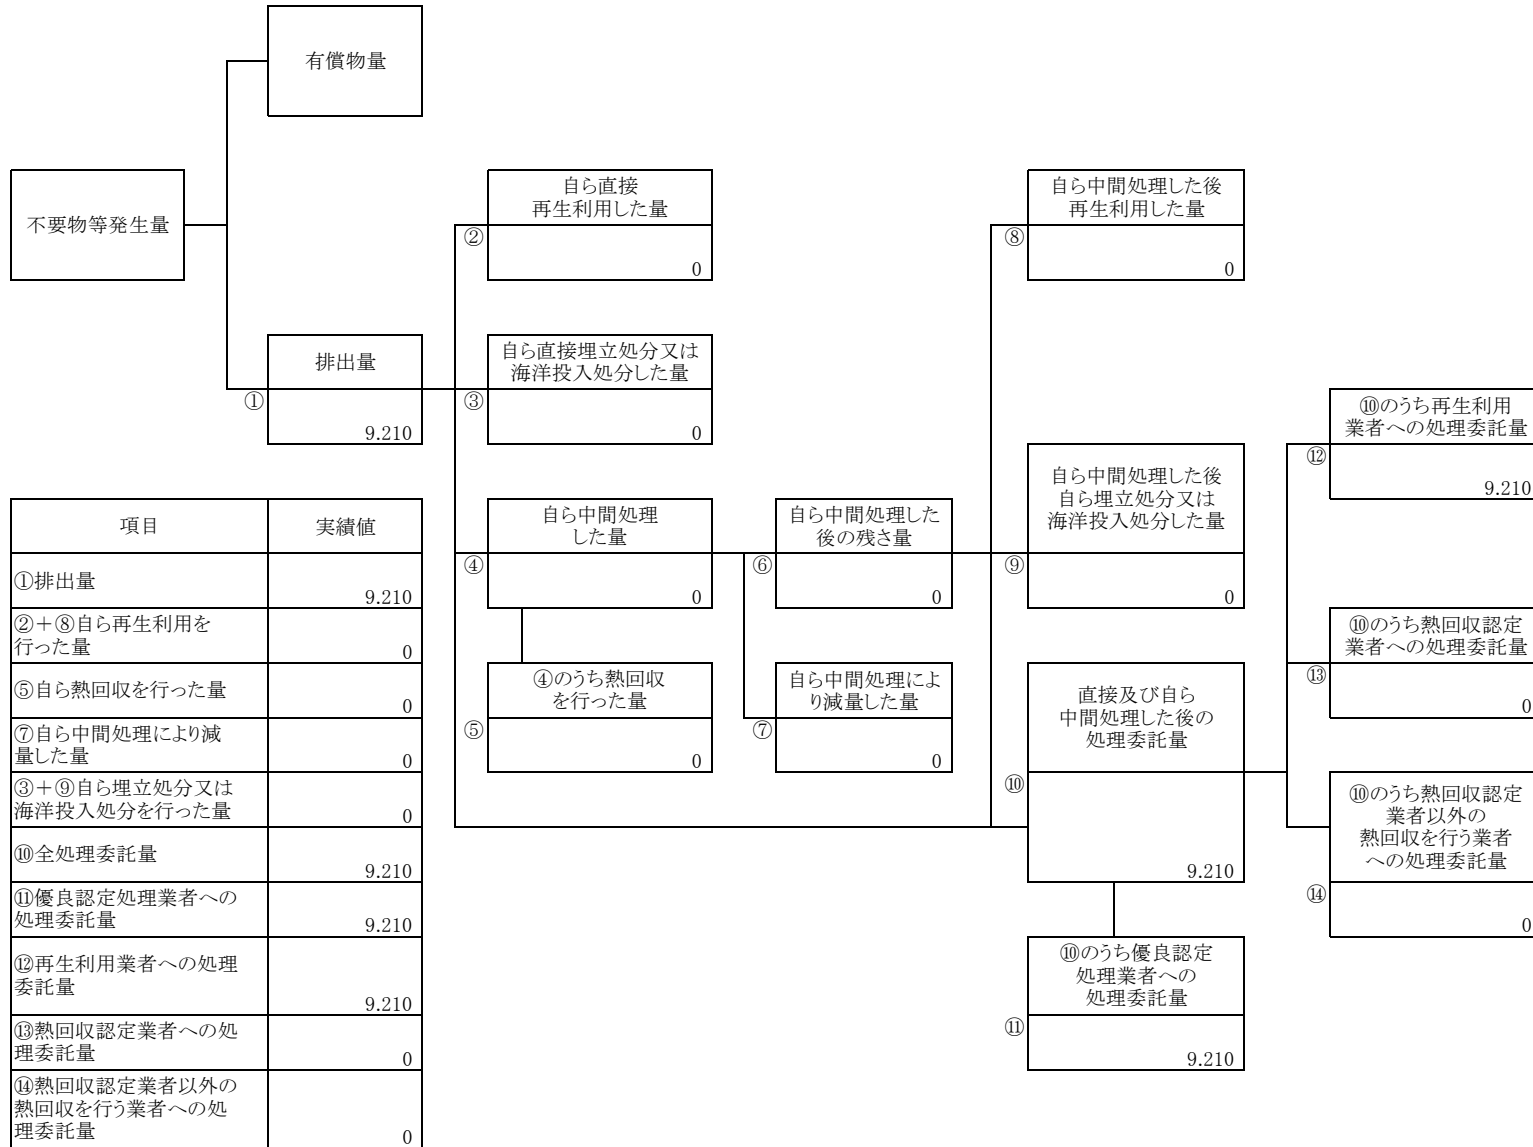 有償物量
不要物等発生量
自ら直接
再生利用した量
②
0
自ら中間処理した後
再生利用した量
⑧
0
排出量
①
9.210
自ら直接埋立処分又は
海洋投入処分した量
③
0
⑩のうち再生利用
業者への処理委託量
⑫
9.210
項目
実績値
①排出量
9.210
②+⑧自ら再生利用を
行った量
0
⑤自ら熱回収を行った量
0
⑦自ら中間処理により減
量した量
0
③+⑨自ら埋立処分又は
海洋投入処分を行った量
0
⑩全処理委託量
9.210
⑪優良認定処理業者への
処理委託量
9.210
⑫再生利用業者への処理
委託量
9.210
⑬熱回収認定業者への処
理委託量
0
⑭熱回収認定業者以外の
熱回収を行う業者への処
理委託量
0
自ら中間処理
した量
④
0
自ら中間処理した
後の残さ量
⑥
0
自ら中間処理した後
自ら埋立処分又は
海洋投入処分した量
⑨
0
④のうち熱回収
を行った量
⑤
0
自ら中間処理によ
り減量した量
⑦
0
直接及び自ら
中間処理した後の
処理委託量
⑩
9.210
⑩のうち熱回収認定
業者への処理委託量
⑬
0
⑩のうち熱回収認定
業者以外の
熱回収を行う業者
への処理委託量
⑭
0
⑩のうち優良認定
処理業者への
処理委託量
⑪
9.210